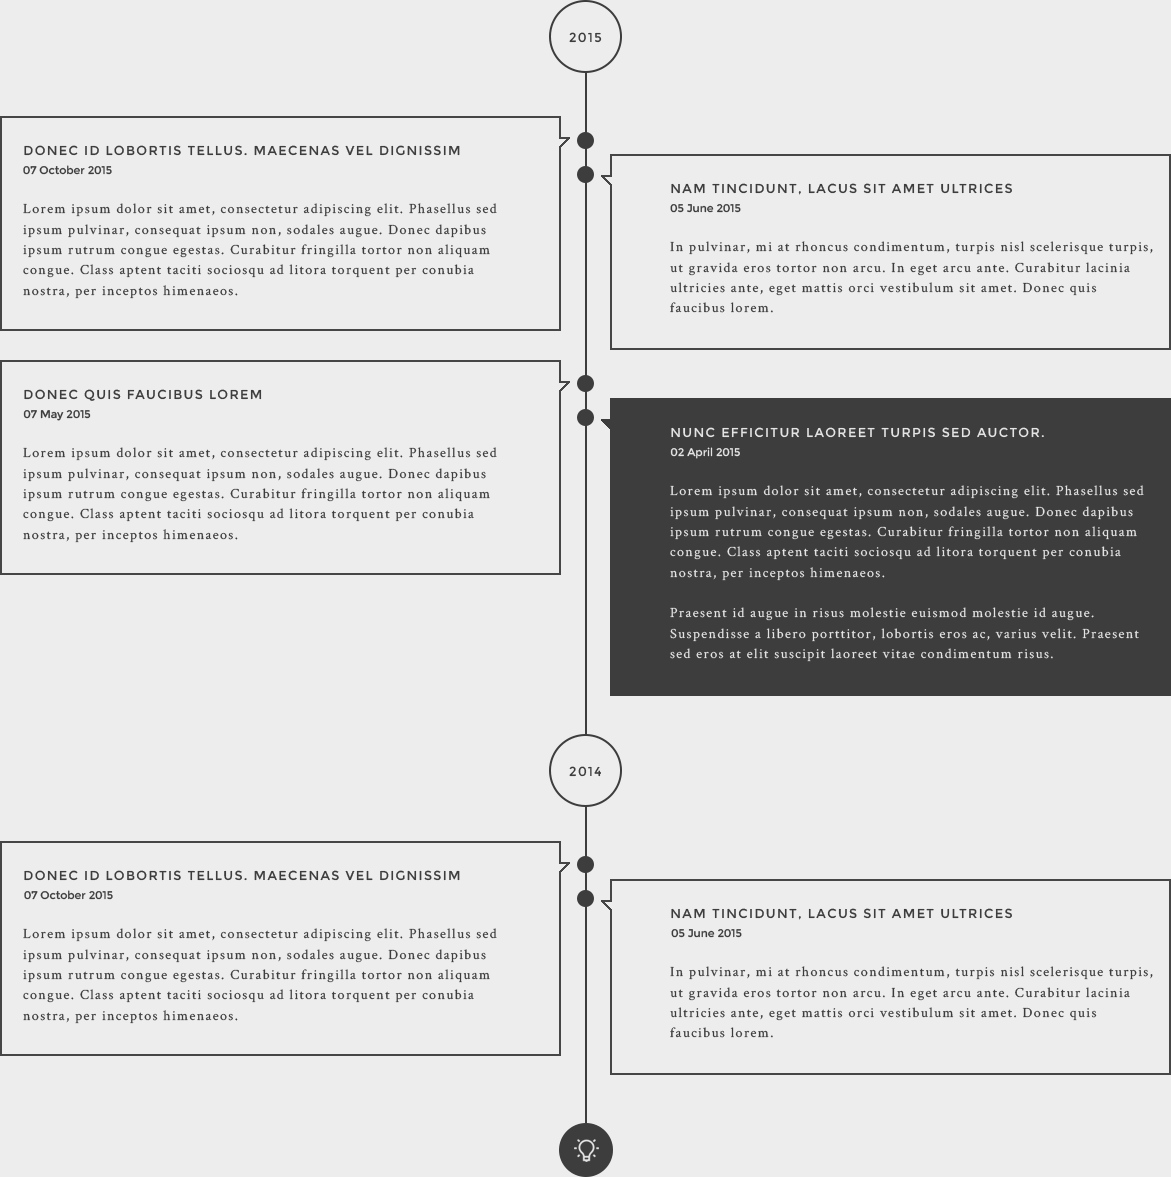 2015
DONEC ID LOBORTIS TELLUS. MAECENAS VEL DIGNISSIM
07 October 2015
Lorem ipsum dolor sit amet, consectetur adipiscing elit. Phasellus sed
ipsum pulvinar, consequat ipsum non, sodales augue. Donec dapibus
ipsum rutrum congue egestas. Curabitur fringilla tortor non aliquam
congue. Class aptent taciti sociosqu ad litora torquent per conubia
nostra, per inceptos himenaeos.
NAM TINCIDUNT, LACUS SIT AMET ULTRICES
05 June 2015
In pulvinar, mi at rhoncus condimentum, turpis nisl scelerisque turpis,
ut gravida eros tortor non arcu. In eget arcu ante. Curabitur lacinia
ultricies ante, eget mattis orci vestibulum sit amet. Donec quis
faucibus lorem.
DONEC QUIS FAUCIBUS LOREM
07 May 2015
Lorem ipsum dolor sit amet, consectetur adipiscing elit. Phasellus sed
ipsum pulvinar, consequat ipsum non, sodales augue. Donec dapibus
ipsum rutrum congue egestas. Curabitur fringilla tortor non aliquam
congue. Class aptent taciti sociosqu ad litora torquent per conubia
nostra, per inceptos himenaeos.
NUNC EFFICITUR LAOREET TURPIS SED AUCTOR.
02 April 2015
Lorem ipsum dolor sit amet, consectetur adipiscing elit. Phasellus sed
ipsum pulvinar, consequat ipsum non, sodales augue. Donec dapibus
ipsum rutrum congue egestas. Curabitur fringilla tortor non aliquam
congue. Class aptent taciti sociosqu ad litora torquent per conubia
nostra, per inceptos himenaeos.
Praesent id augue in risus molestie euismod molestie id augue.
Suspendisse a libero porttitor, lobortis eros ac, varius velit. Praesent
sed eros at elit suscipit laoreet vitae condimentum risus.
2014
DONEC ID LOBORTIS TELLUS. MAECENAS VEL DIGNISSIM
07 October 2015
Lorem ipsum dolor sit amet, consectetur adipiscing elit. Phasellus sed
ipsum pulvinar, consequat ipsum non, sodales augue. Donec dapibus
ipsum rutrum congue egestas. Curabitur fringilla tortor non aliquam
congue. Class aptent taciti sociosqu ad litora torquent per conubia
nostra, per inceptos himenaeos.
NAM TINCIDUNT, LACUS SIT AMET ULTRICES
05 June 2015
In pulvinar, mi at rhoncus condimentum, turpis nisl scelerisque turpis,
ut gravida eros tortor non arcu. In eget arcu ante. Curabitur lacinia
ultricies ante, eget mattis orci vestibulum sit amet. Donec quis
faucibus lorem.